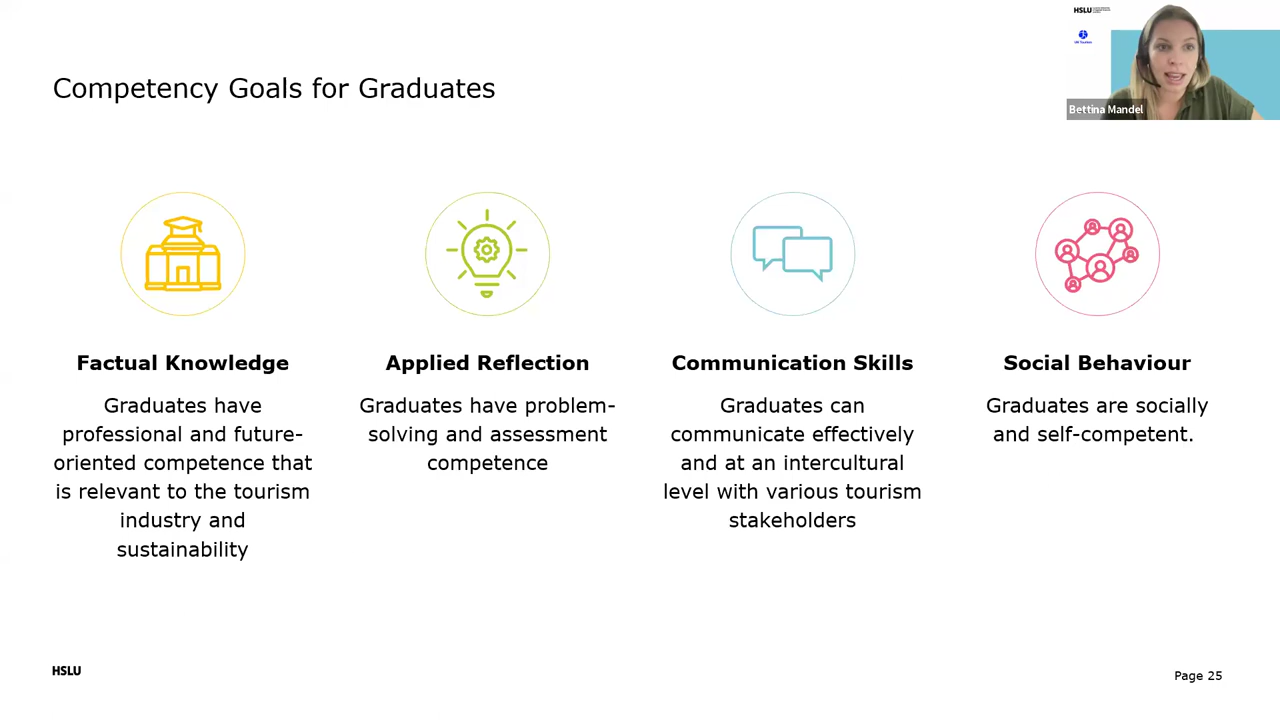 HSLU
Bettina Mandel
Competency Goals for Graduates
Factual Knowledge
Graduates have
professional and future-
oriented competence that
is relevant to the tourism
industry and
sustainability
Applied Reflection
Graduates have problem-
solving and assessment
competence
Communication Skills
Graduates can
communicate effectively
and at an intercultural
level with various tourism
stakeholders
Social Behaviour
Graduates are socially
and self-competent.
HSLU
Page 25